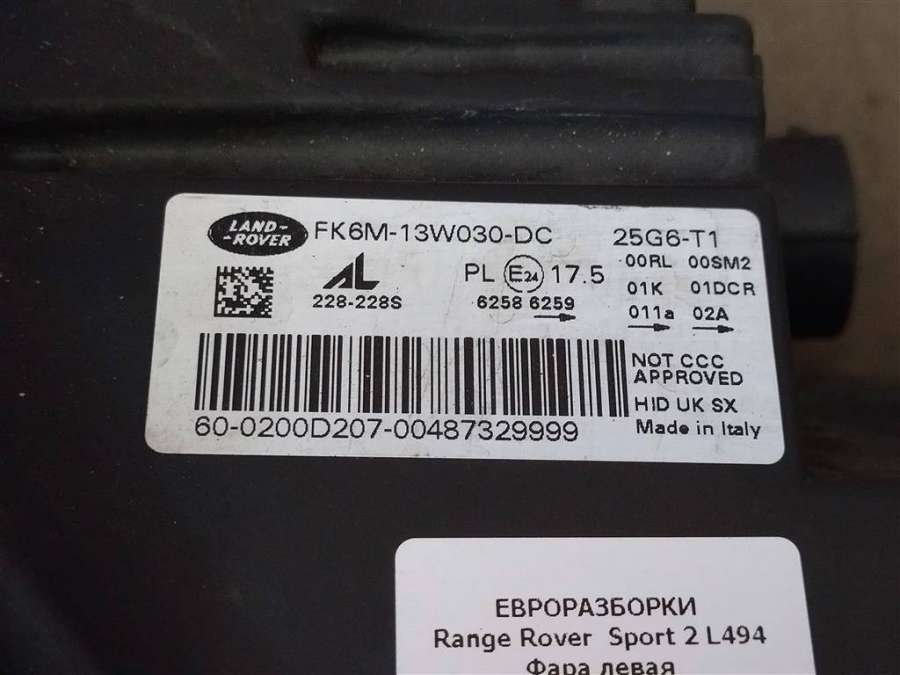 LAND-
-ROVER
FK6M-13W030-DC
25G6-T1
AL
228-228S
PL E24 17.5
6258 6259
00RL 00SM2
01K 01DCR
011a 02A
NOT CCC
APPROVED
HID UK SX
Made in Italy
60-0200D207-00487329999
ЕВРОРАЗБОРКИ
Range Rover Sport 2 L494
Фара левая